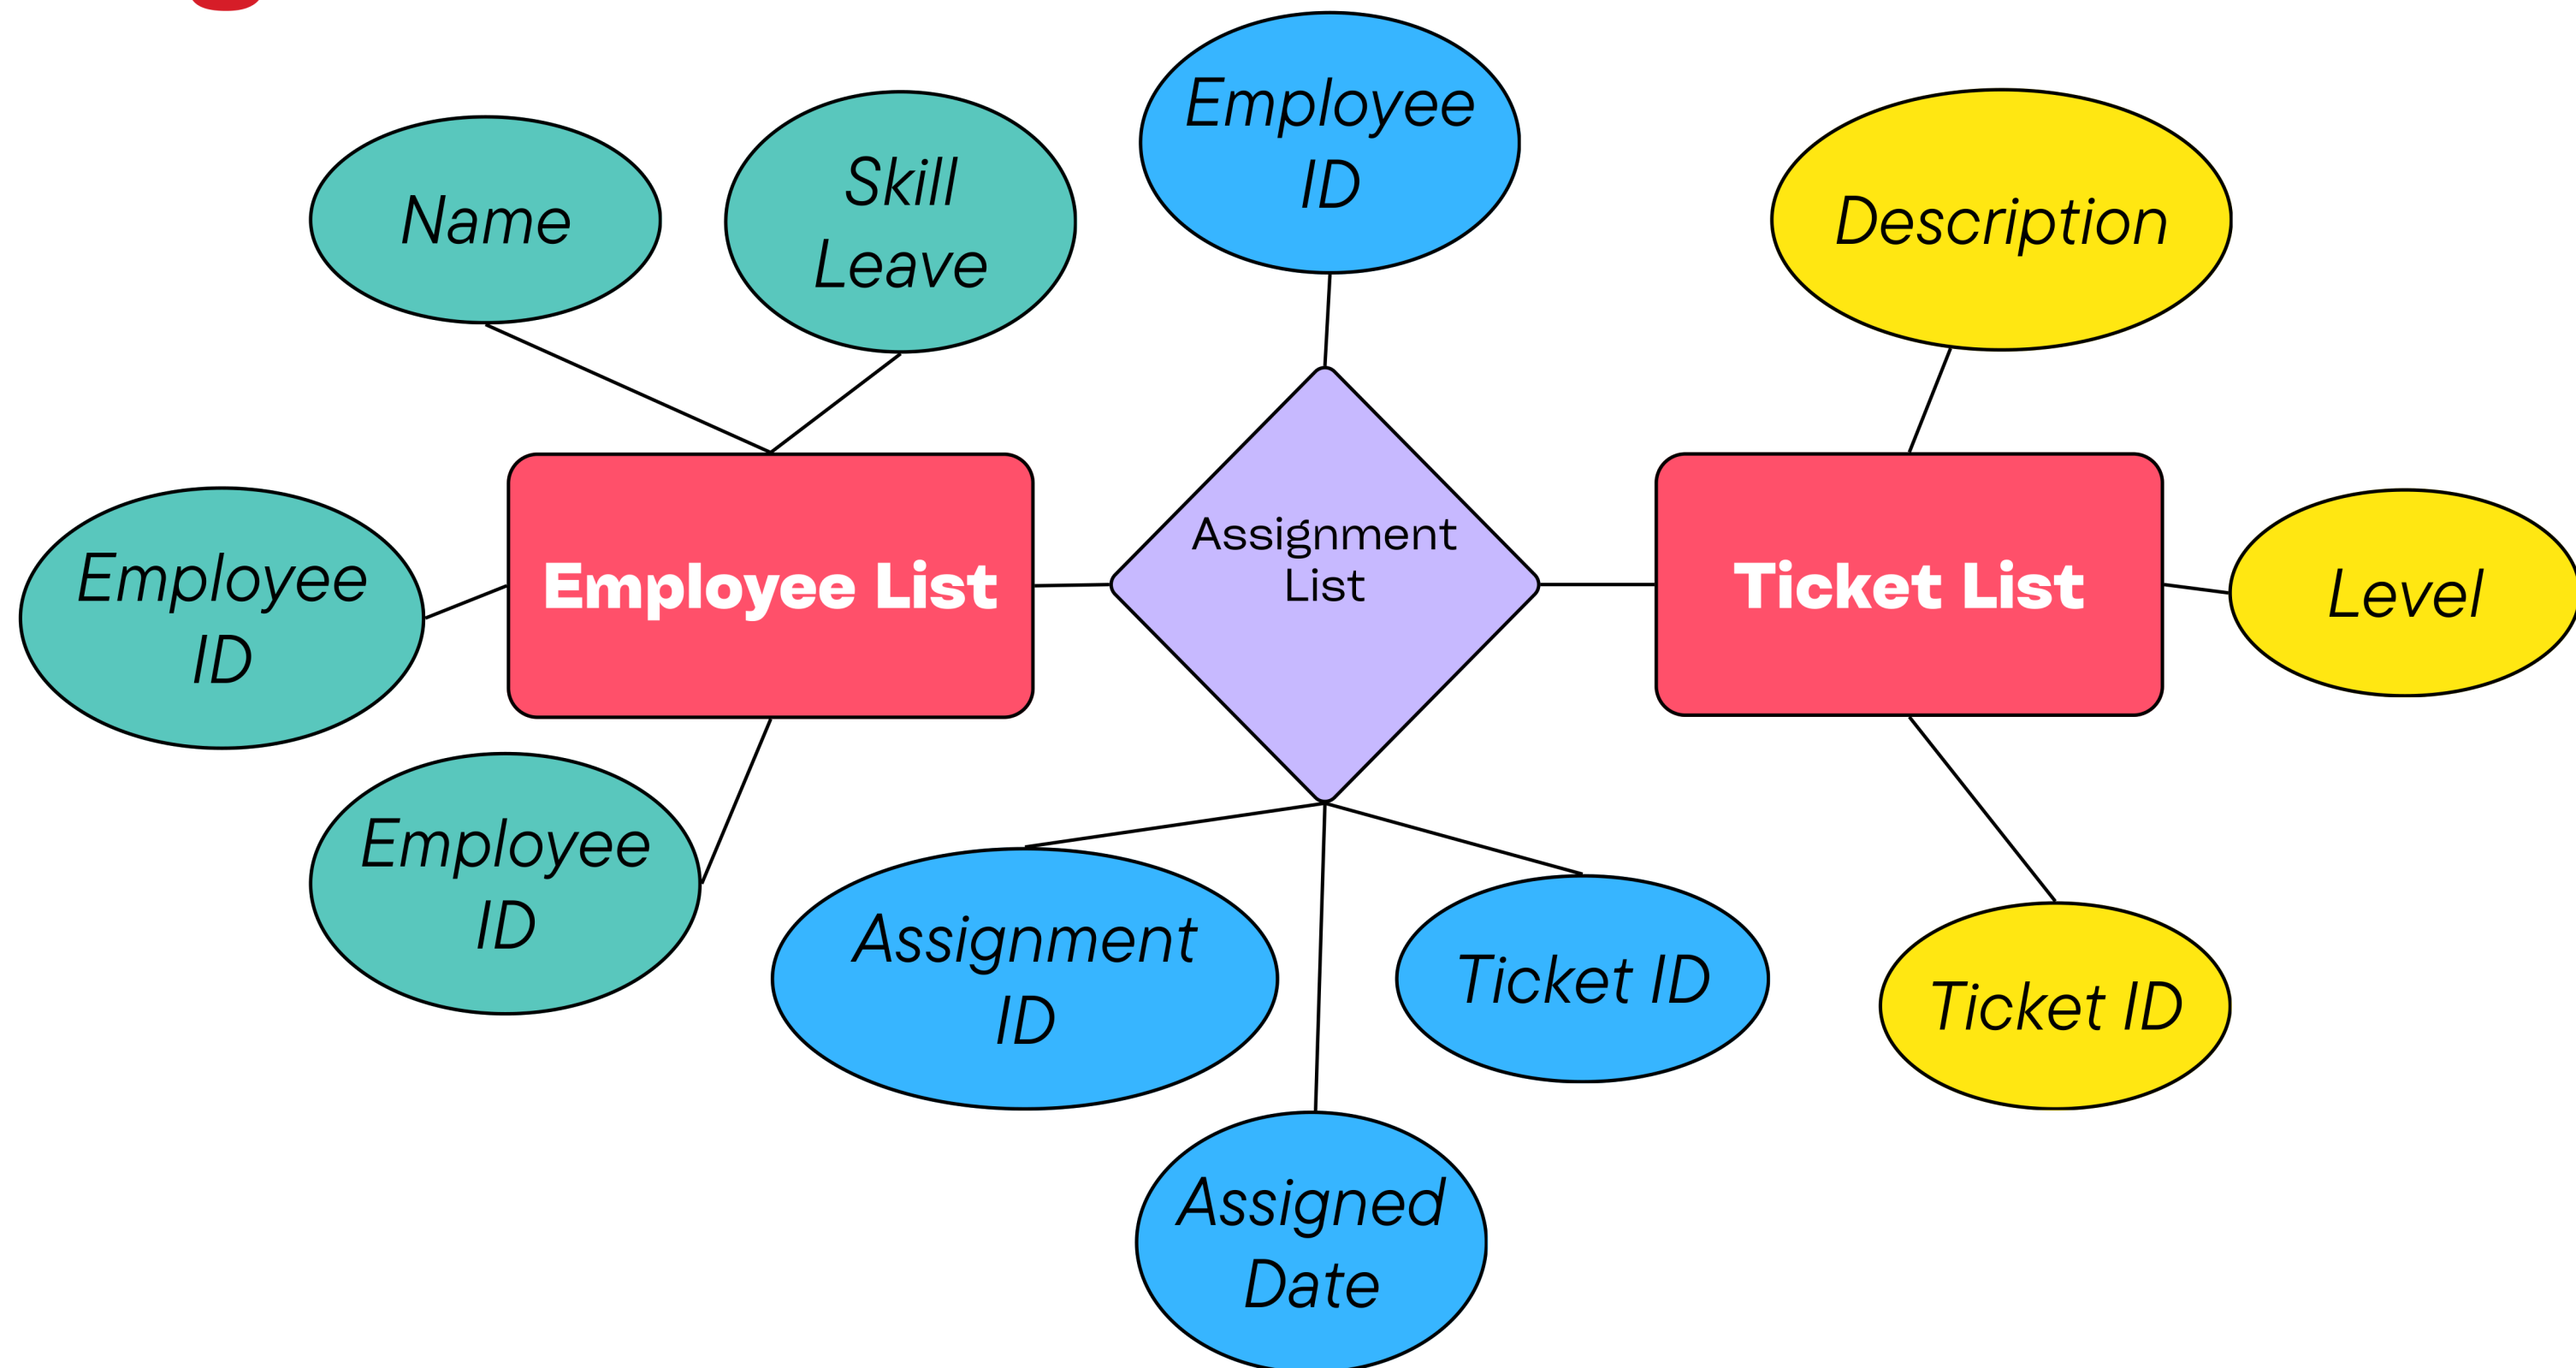 Employee
ID
Name
Skill
Leave
Description
Employee
ID
Employee List
Assignment
List
Ticket List
Level
Employee
ID
Assignment
ID
Ticket ID
Ticket ID
Assigned
Date